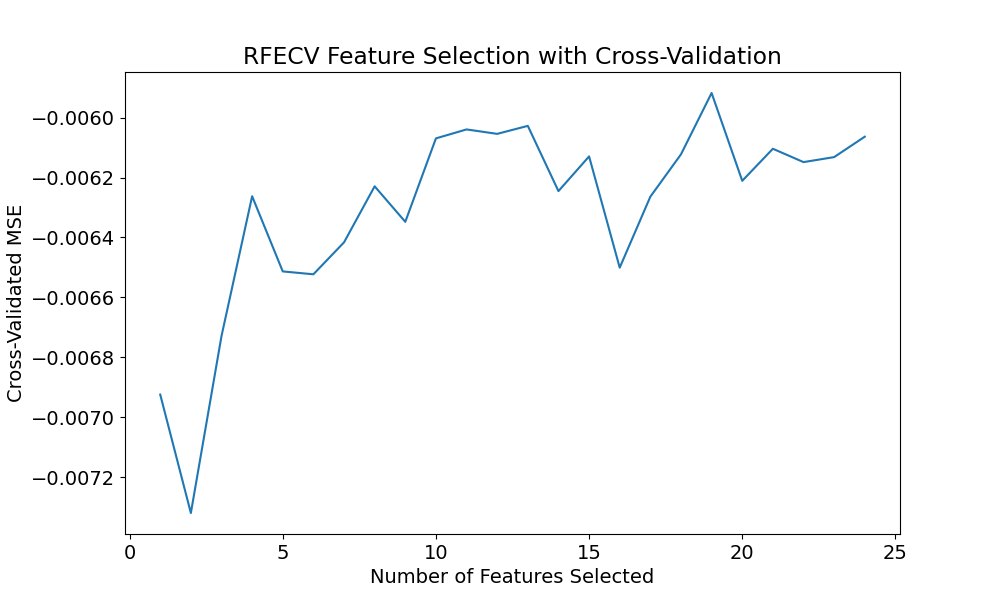 RFECV Feature Selection with Cross-Validation
Cross-Validated MSE
−0.0060
−0.0062
−0.0064
−0.0066
−0.0068
−0.0070
−0.0072
0 5 10 15 20 25
Number of Features Selected